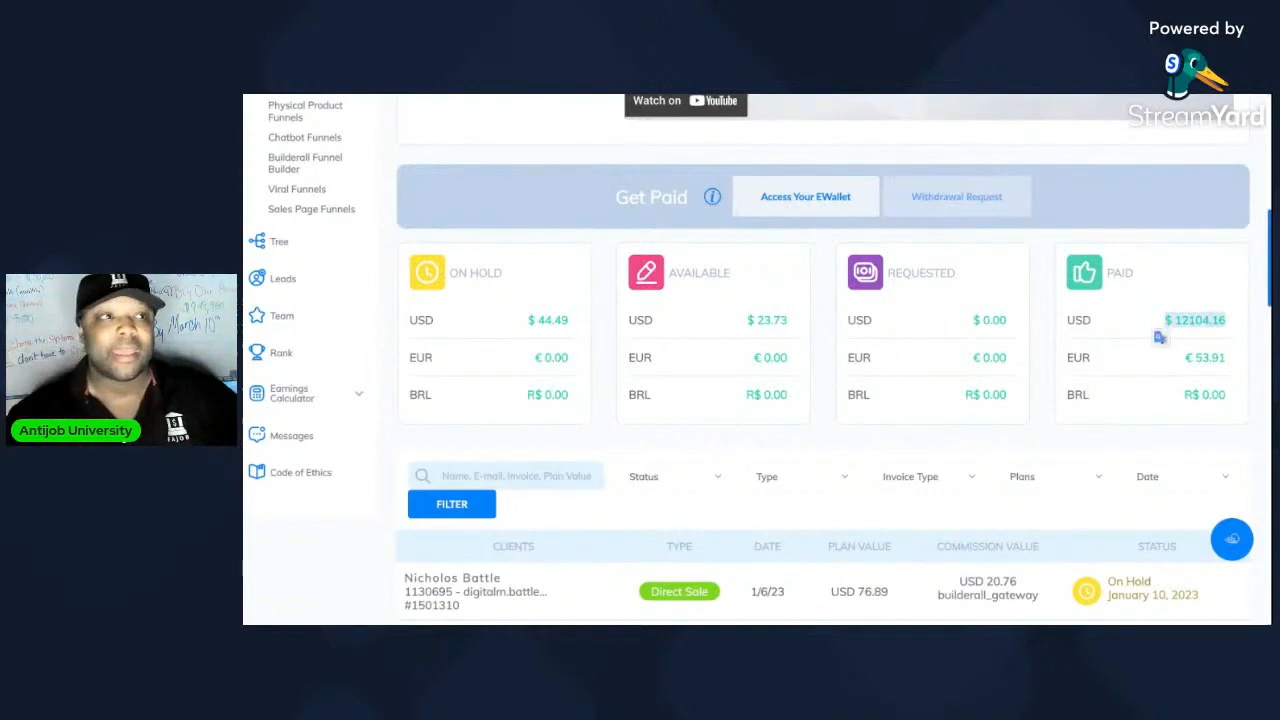 Powered by
StreamYard
Watch on YouTube
Physical Product
Funnels
Chatbot Funnels
Builderall Funnel
Builder
Viral Funnels
Sales Page Funnels
Tree
Leads
Team
Rank
Earnings
Calculator
Messages
Code of Ethics
Get Paid
Access Your EWallet
Withdrawal Request
ON HOLD
USD $ 44.49
EUR € 0.00
BRL R$ 0.00
AVAILABLE
USD $ 23.73
EUR € 0.00
BRL R$ 0.00
REQUESTED
USD $ 0.00
EUR € 0.00
BRL R$ 0.00
PAID
USD $ 12104.16
EUR € 53.91
BRL R$ 0.00
Name, E-mail, Invoice, Plan Value
Status
Type
Invoice Type
Plans
Date
FILTER
CLIENTS TYPE DATE PLAN VALUE COMMISSION VALUE STATUS
Nicholos Battle
1130695 - digitalm.battle...
#1501310
Direct Sale
1/6/23
USD 76.89
USD 20.76
builderall_gateway
On Hold
January 10, 2023
March
Antijob University